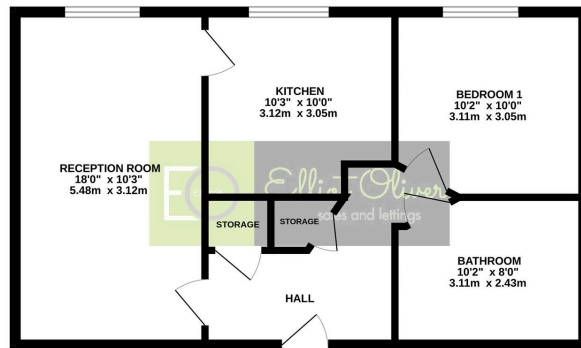 RECEPTION ROOM
18'0" x 10'3"
5.48m x 3.12m
KITCHEN
10'3" x 10'0"
3.12m x 3.05m
BEDROOM 1
10'2" x 10'0"
3.11m x 3.05m
EO
Elliot Oliver
sales and lettings
STORAGE
STORAGE
HALL
BATHROOM
10'2" x 8'0"
3.11m x 2.43m